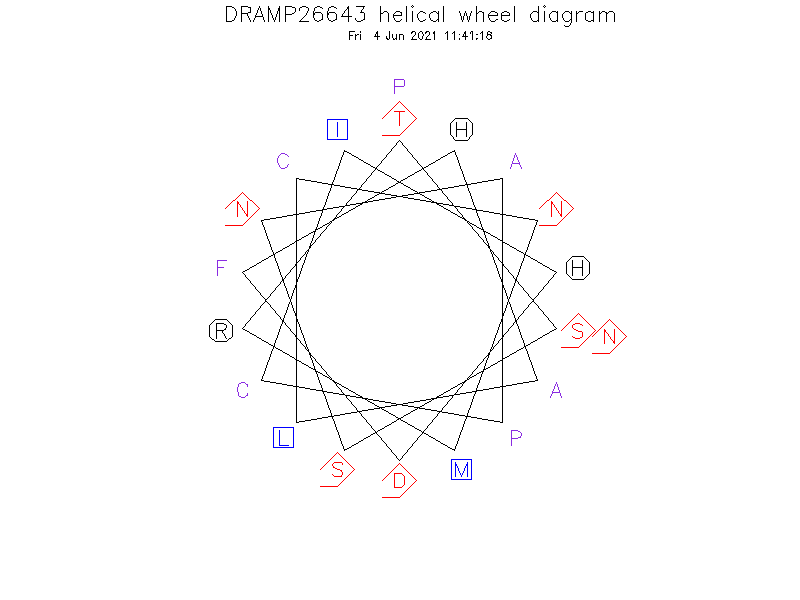 DRAMP26643 helical wheel diagram
Fri 4 Jun 2021 11:41:18
P
T
I H
C A
N N
F H
R S N
C A
L P
S D M